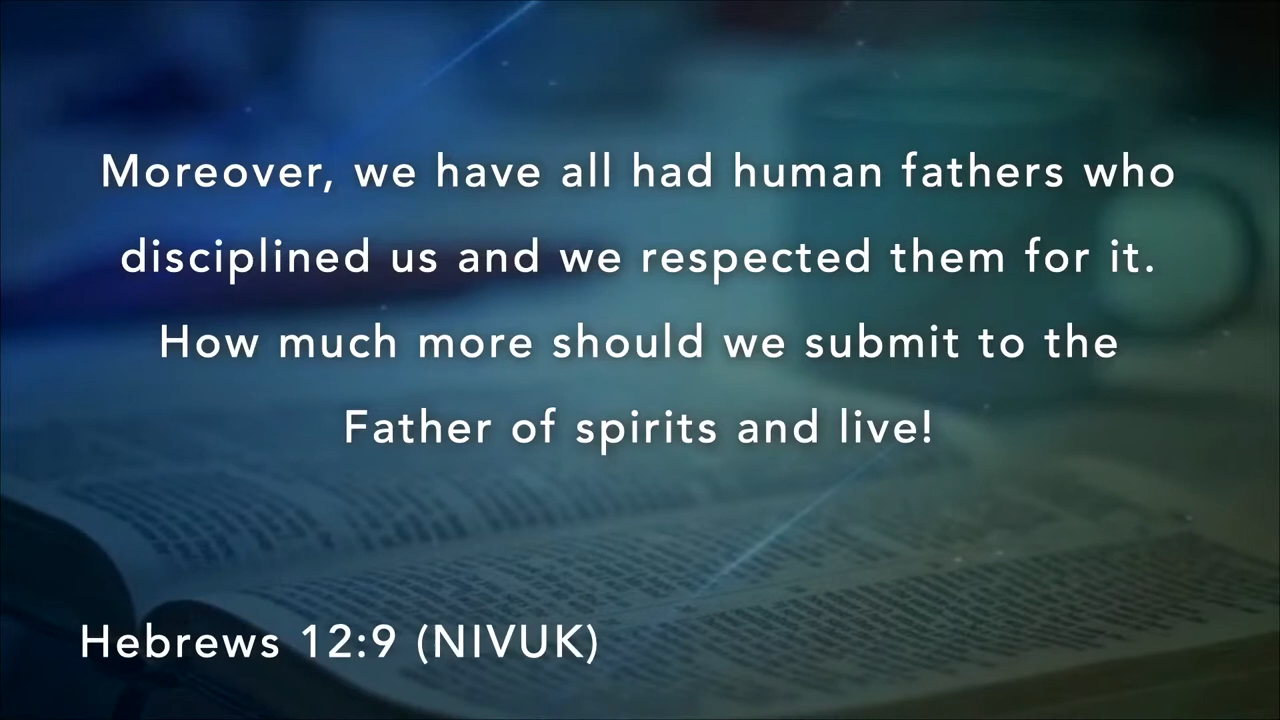 Moreover, we have all had human fathers who
disciplined us and we respected them for it.
How much more should we submit to the
Father of spirits and live!
Hebrews 12:9 (NIVUK)